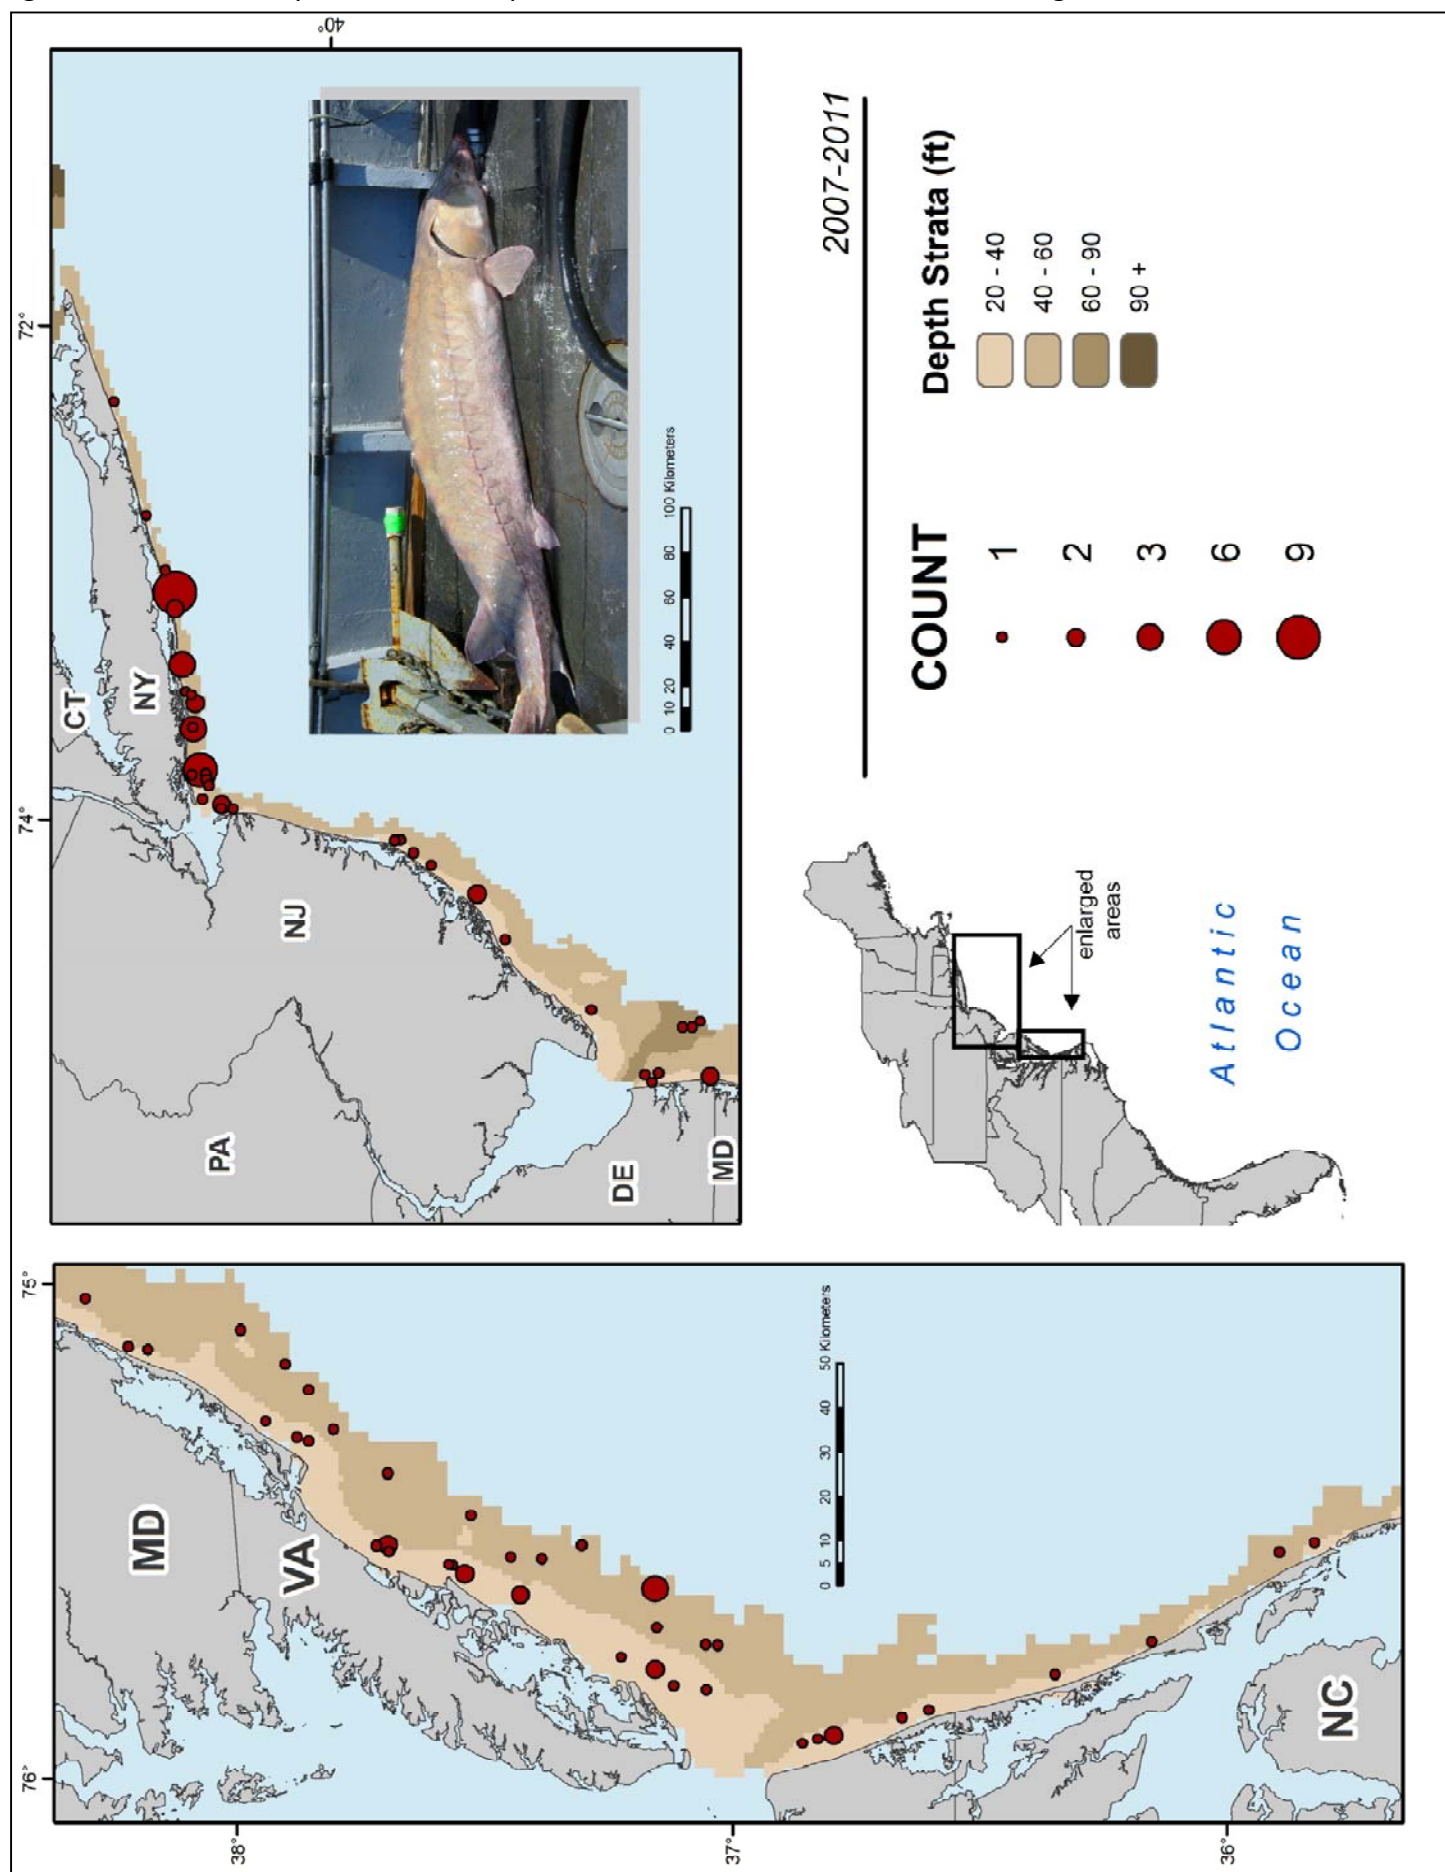 40°
72°
74°
CT
NY
NJ
PA
DE
MD
0 10 20 40 60 80 100 Kilometers
2007-2011
Depth Strata (ft)
20 - 40
40 - 60
60 - 90
90 +
COUNT
1
2
3
6
9
enlarged
areas
Atlantic
Ocean
75°
76°
38°
37°
36°
MD
VA
NC
0 5 10 20 30 40 50 Kilometers